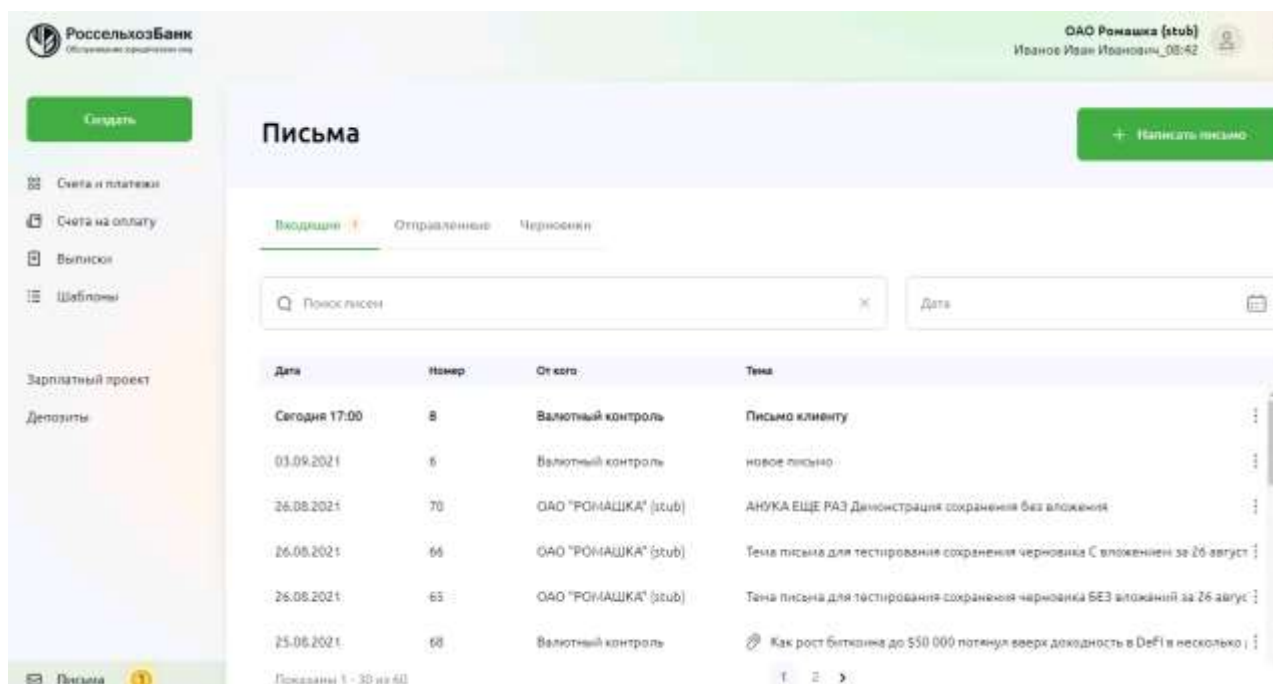 РоссельхозБанк
Обслуживание юридических лиц
ОАО Ромашка (stub)
Иванов Иван Иванович_08:42
Создать
Счета и платежи
Счета на оплату
Выписки
Шаблоны
Зарплатный проект
Депозиты
Письма 1
Письма
+ Написать письмо
Входящие 1 Отправленные Черновики
Поиск писем
Дата
Дата Номер От кого Тема
Сегодня 17:00 8 Валютный контроль Письмо клиенту
03.09.2021 6 Валютный контроль новое письмо
26.08.2021 70 ОАО "РОМАШКА" (stub) АНУКА ЕЩЕ РАЗ Демонстрация сохранения без вложения
26.08.2021 66 ОАО "РОМАШКА" (stub) Тема письма для тестирования сохранения черновика С вложением за 26 август
26.08.2021 65 ОАО "РОМАШКА" (stub) Тема письма для тестирования сохранения черновика БЕЗ вложений за 26 авгус
25.08.2021 68 Валютный контроль Как рост биткоина до $50 000 потянул вверх доходность в DeFi в несколько
Показаны 1 - 30 из 60
1 2 >